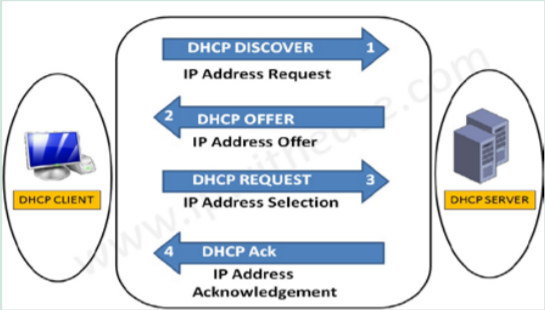 DHCP DISCOVER 1
IP Address Request
2 DHCP OFFER
IP Address Offer
DHCP REQUEST 3
IP Address Selection
4 DHCP Ack
IP Address
Acknowledgement
DHCP CLIENT
DHCP SERVER